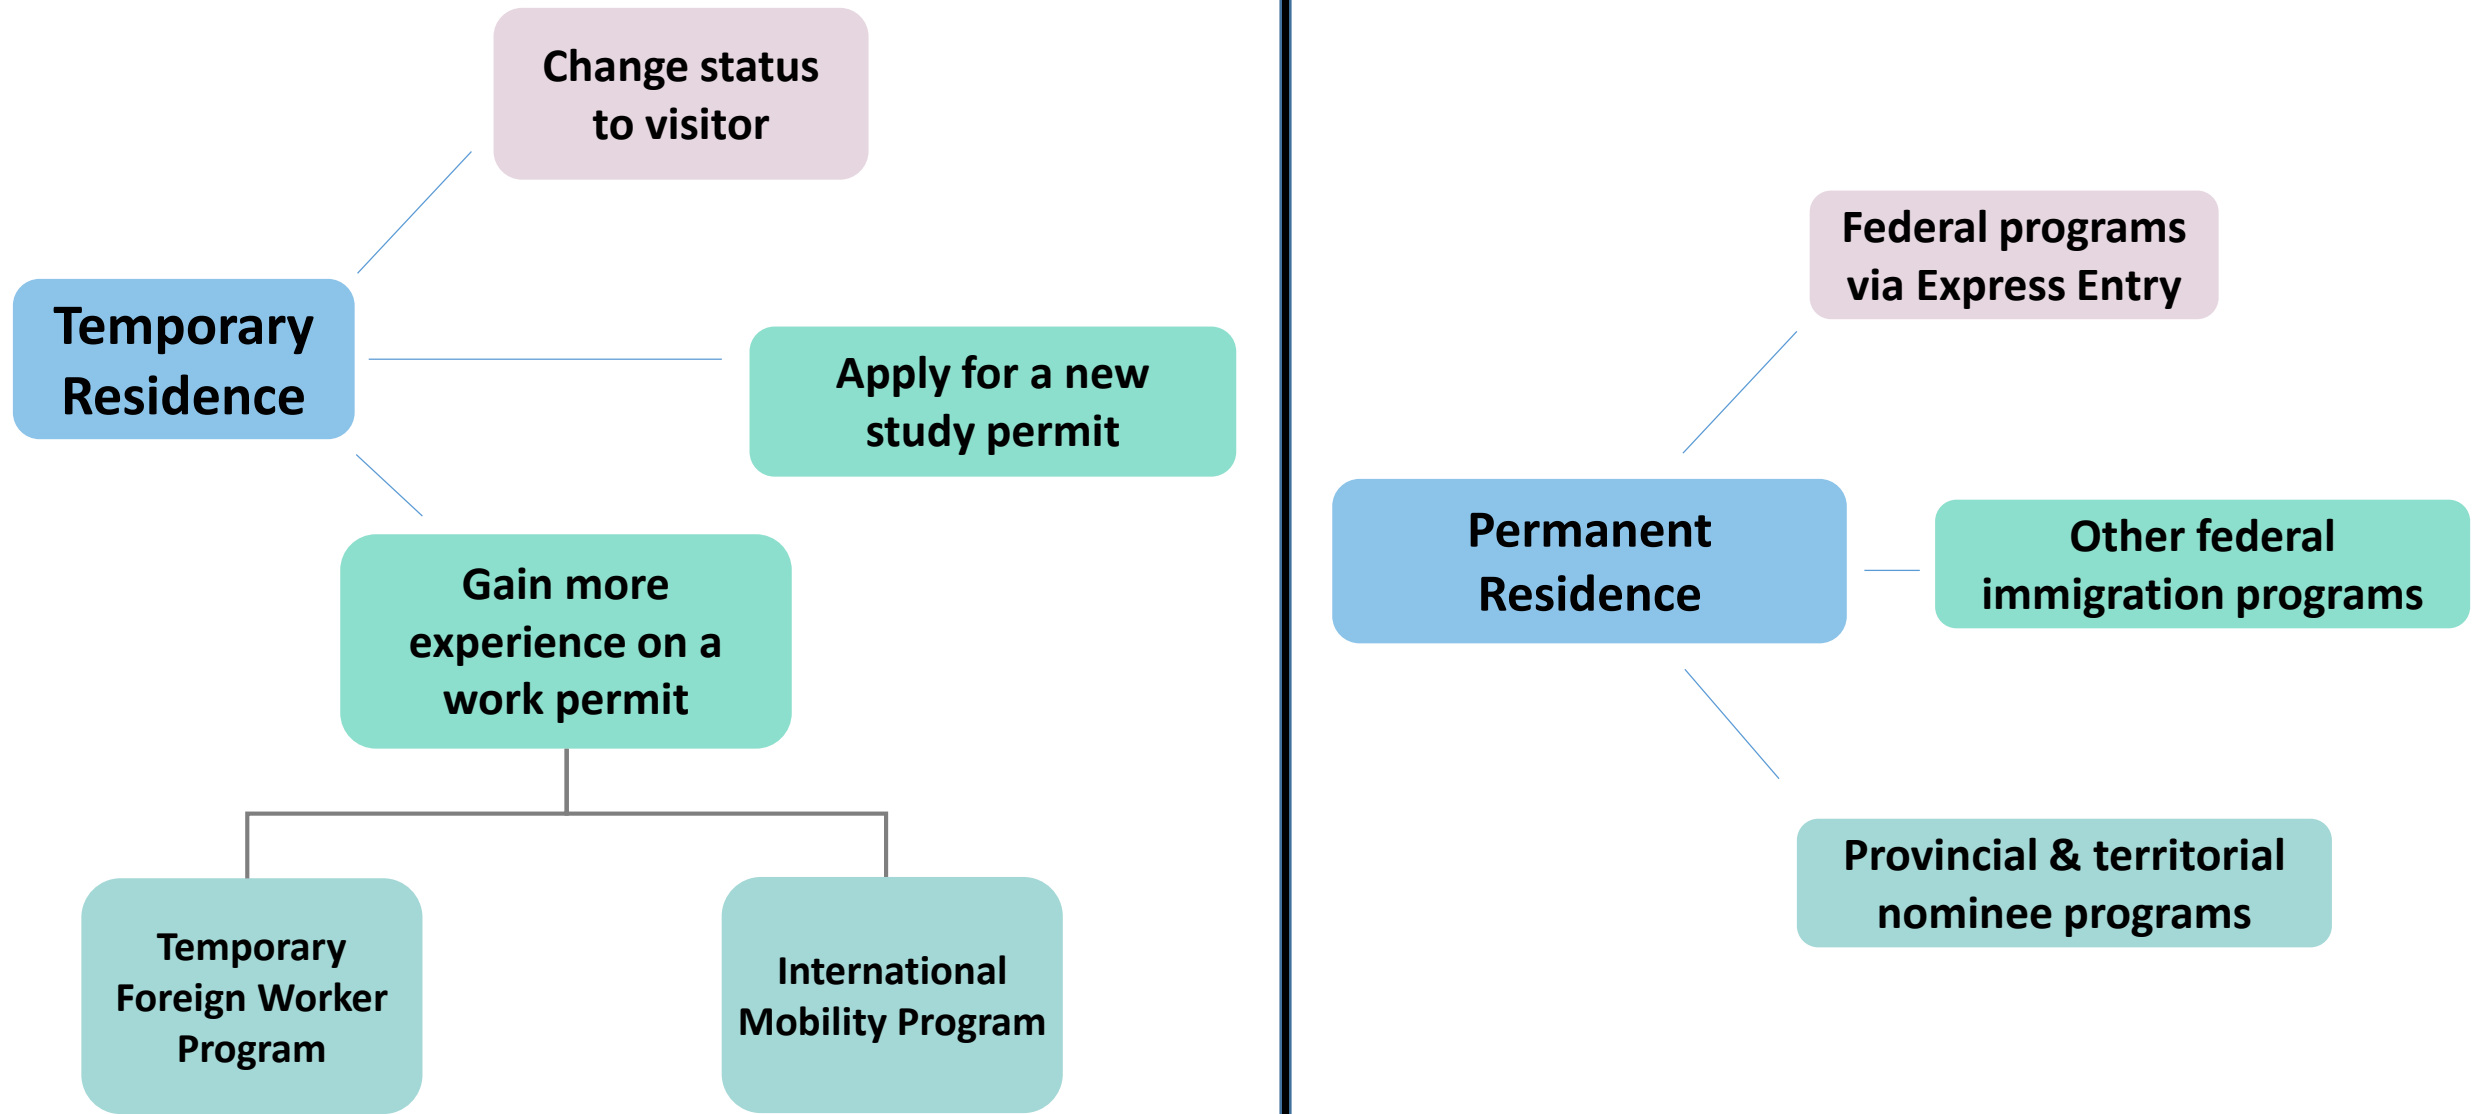 Change status
to visitor
Temporary
Residence
Apply for a new
study permit
Gain more
experience on a
work permit
Temporary
Foreign Worker
Program
International
Mobility Program
Federal programs
via Express Entry
Permanent
Residence
Other federal
immigration programs
Provincial & territorial
nominee programs